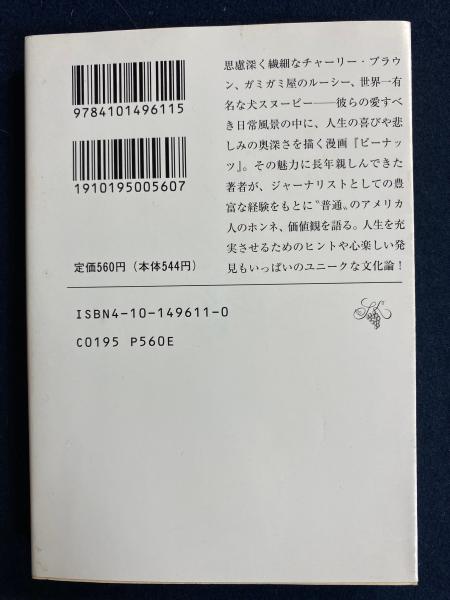 9784101496115
1910195005607
定価560円（本体544円）
思慮深く繊細なチャーリー・ブラウ
ン、ガミガミ屋のルーシー、世界一有
名な犬スヌーピー──彼らの愛すべ
き日常風景の中に、人生の喜びや悲
しみの奥深さを描く漫画『ピーナッ
ツ』。その魅力に長年親しんできた
著者が、ジャーナリストとしての豊
富な経験をもとに〝普通〟のアメリカ
人のホンネ、価値観を語る。人生を充
実させるためのヒントや心楽しい発
見もいっぱいのユニークな文化論！
ISBN4-10-149611-0
C0195 P560E